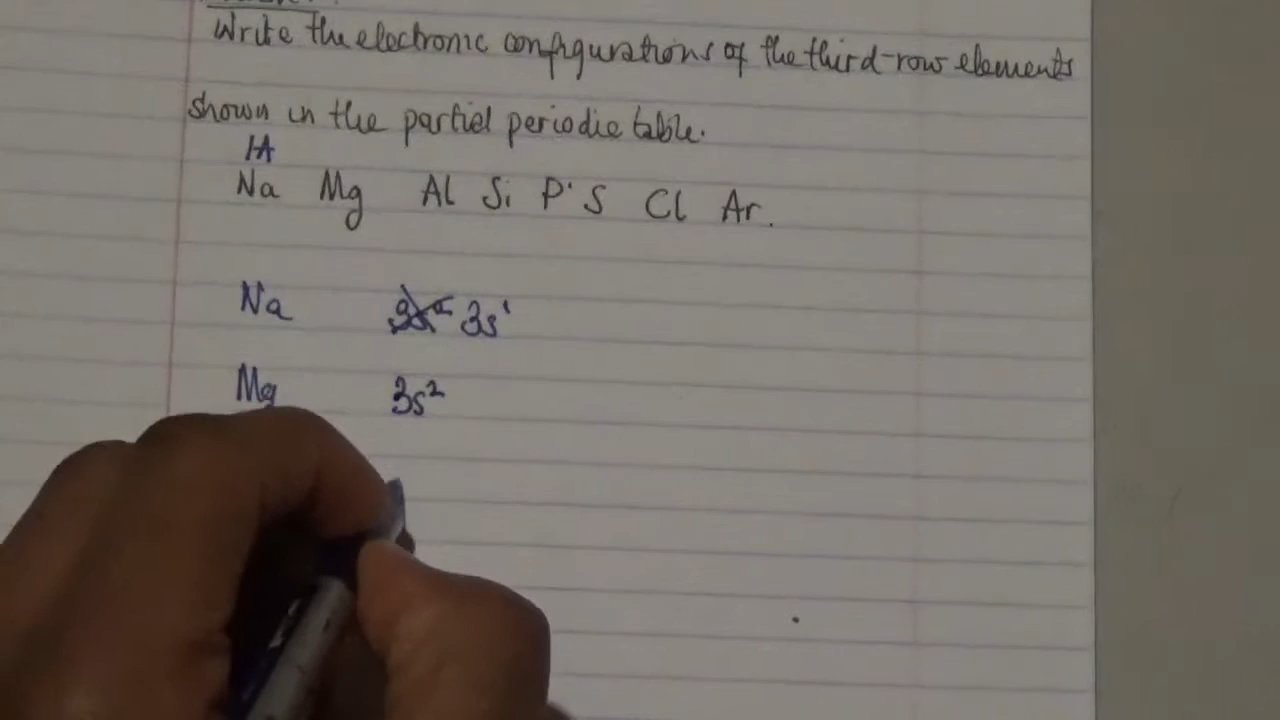 Write the electronic configurations of the third-row elements
shown in the partial periodic table.
IA
Na Mg Al Si P S Cl Ar.
Na 3s¹
Mg 3s²